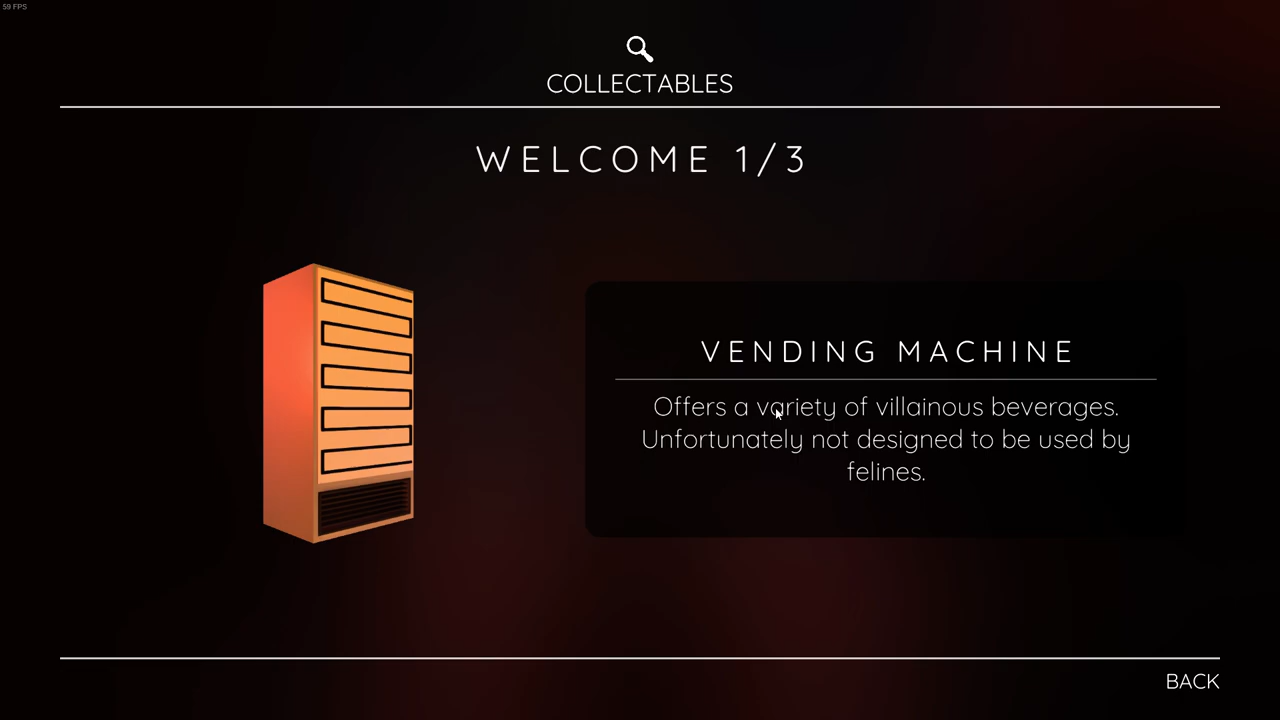 59 FPS
COLLECTABLES
WELCOME 1/3
VENDING MACHINE
Offers a variety of villainous beverages.
Unfortunately not designed to be used by
felines.
BACK